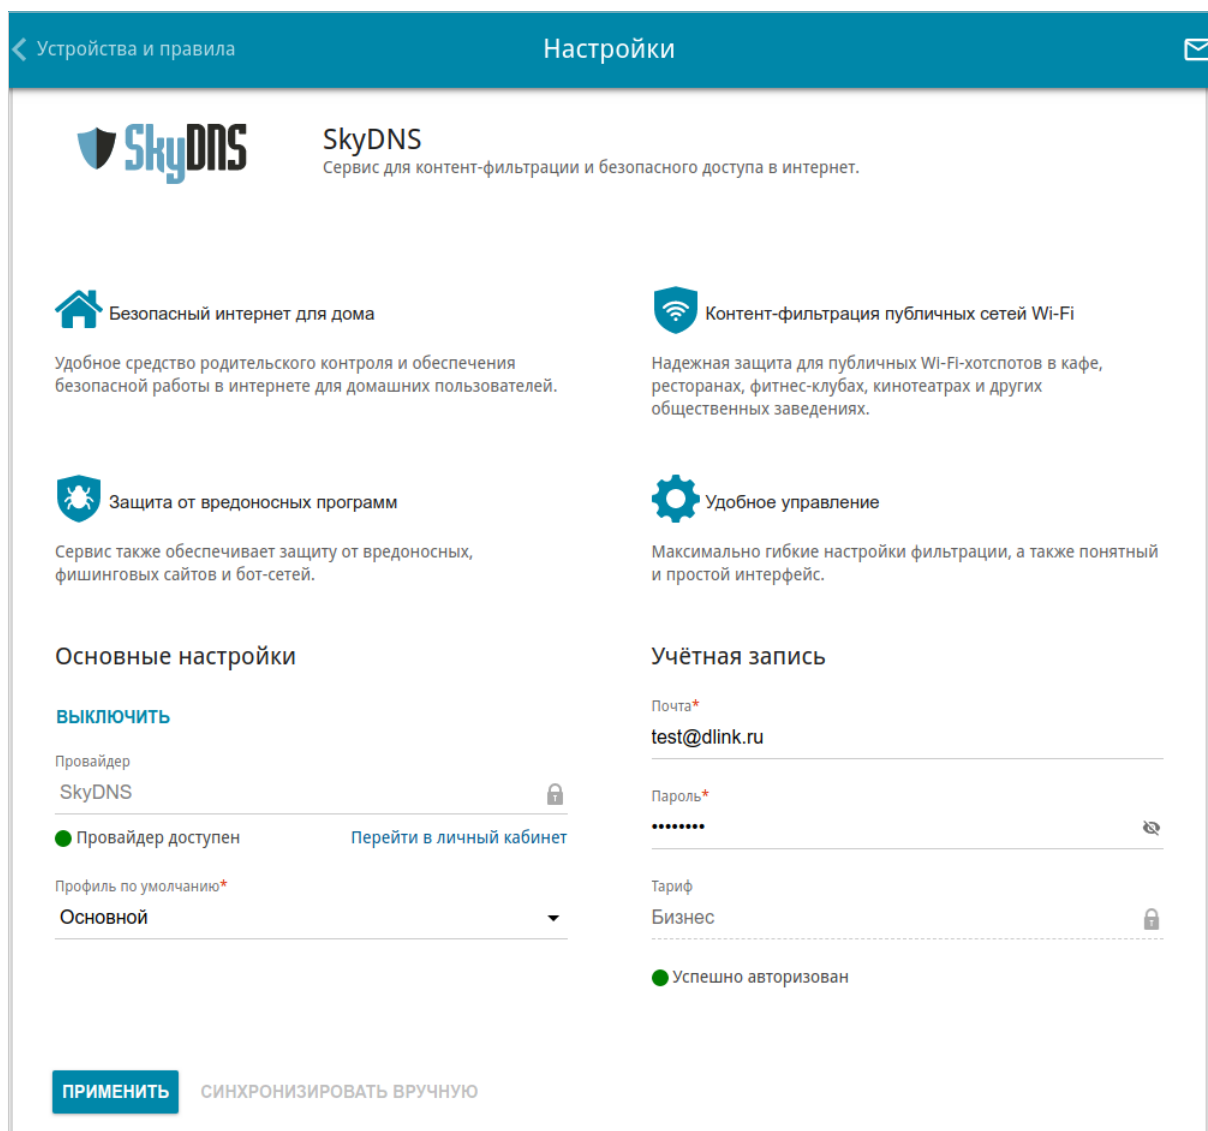 Устройства и правила
Настройки
SkyDNS
SkyDNS
Сервис для контент-фильтрации и безопасного доступа в интернет.
Безопасный интернет для дома
Удобное средство родительского контроля и обеспечения
безопасной работы в интернете для домашних пользователей.
Контент-фильтрация публичных сетей Wi-Fi
Надежная защита для публичных Wi-Fi-хотспотов в кафе,
ресторанах, фитнес-клубах, кинотеатрах и других
общественных заведениях.
Защита от вредоносных программ
Сервис также обеспечивает защиту от вредоносных,
фишинговых сайтов и бот-сетей.
Удобное управление
Максимально гибкие настройки фильтрации, а также понятный
и простой интерфейс.
Основные настройки
ВЫКЛЮЧИТЬ
Провайдер
SkyDNS
Провайдер доступен
Перейти в личный кабинет
Профиль по умолчанию*
Основной
Учётная запись
Почта*
test@dlink.ru
Пароль*
••••••••
Тариф
Бизнес
Успешно авторизован
ПРИМЕНИТЬ
СИНХРОНИЗИРОВАТЬ ВРУЧНУЮ